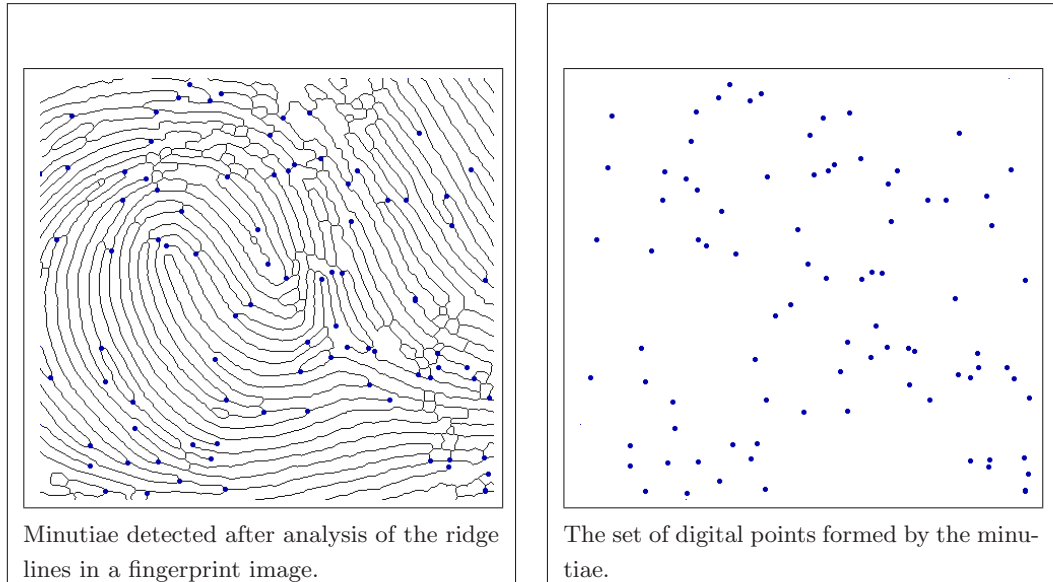 Minutiae detected after analysis of the ridge
lines in a fingerprint image.
The set of digital points formed by the minu-
tiae.